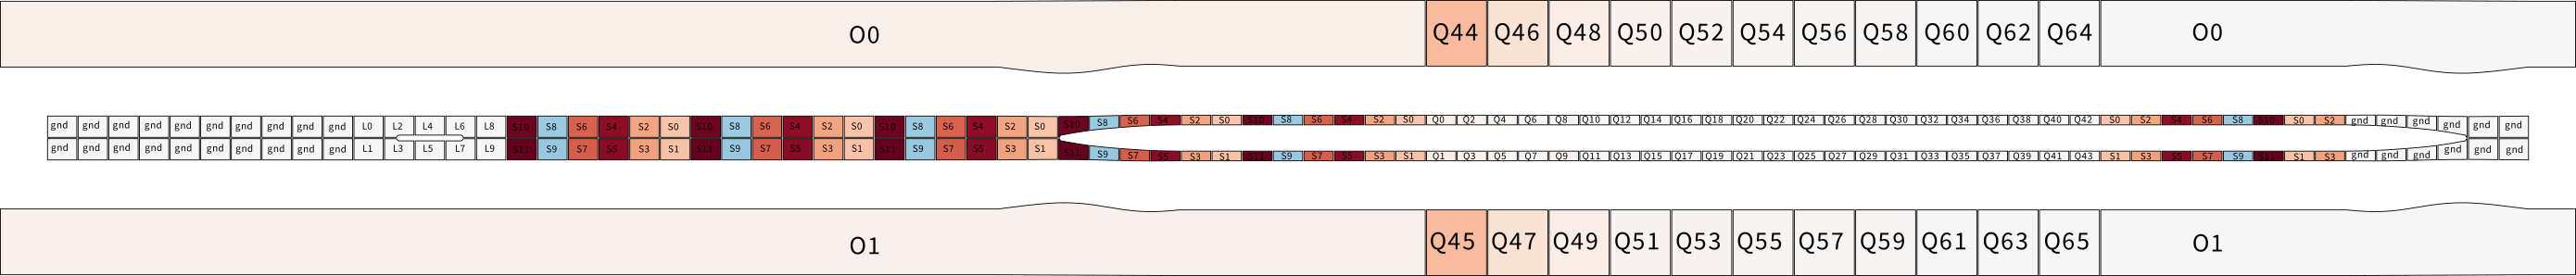 O0 Q44 Q46 Q48 Q50 Q52 Q54 Q56 Q58 Q60 Q62 Q64 O0
gnd gnd gnd gnd gnd gnd gnd gnd gnd gnd L0 L2 L4 L6 L8 S10 S8 S6 S4 S2 S0 S10 S8 S6 S4 S2 S0 S10 S8 S6 S4 S2 S0 S10 S8 S6 S4 S2 S0 S10 S8 S6 S4 S2 S0 Q0 Q2 Q4 Q6 Q8 Q10 Q12 Q14 Q16 Q18 Q20 Q22 Q24 Q26 Q28 Q30 Q32 Q34 Q36 Q38 Q40 Q42 S0 S2 S4 S6 S8 S10 S0 S2 gnd gnd gnd gnd gnd gnd
gnd gnd gnd gnd gnd gnd gnd gnd gnd gnd L1 L3 L5 L7 L9 S11 S9 S7 S5 S3 S1 S11 S9 S7 S5 S3 S1 S11 S9 S7 S5 S3 S1 S11 S9 S7 S5 S3 S1 S11 S9 S7 S5 S3 S1 Q1 Q3 Q5 Q7 Q9 Q11 Q13 Q15 Q17 Q19 Q21 Q23 Q25 Q27 Q29 Q31 Q33 Q35 Q37 Q39 Q41 Q43 S1 S3 S5 S7 S9 S11 S1 S3 gnd gnd gnd gnd gnd gnd
O1 Q45 Q47 Q49 Q51 Q53 Q55 Q57 Q59 Q61 Q63 Q65 O1